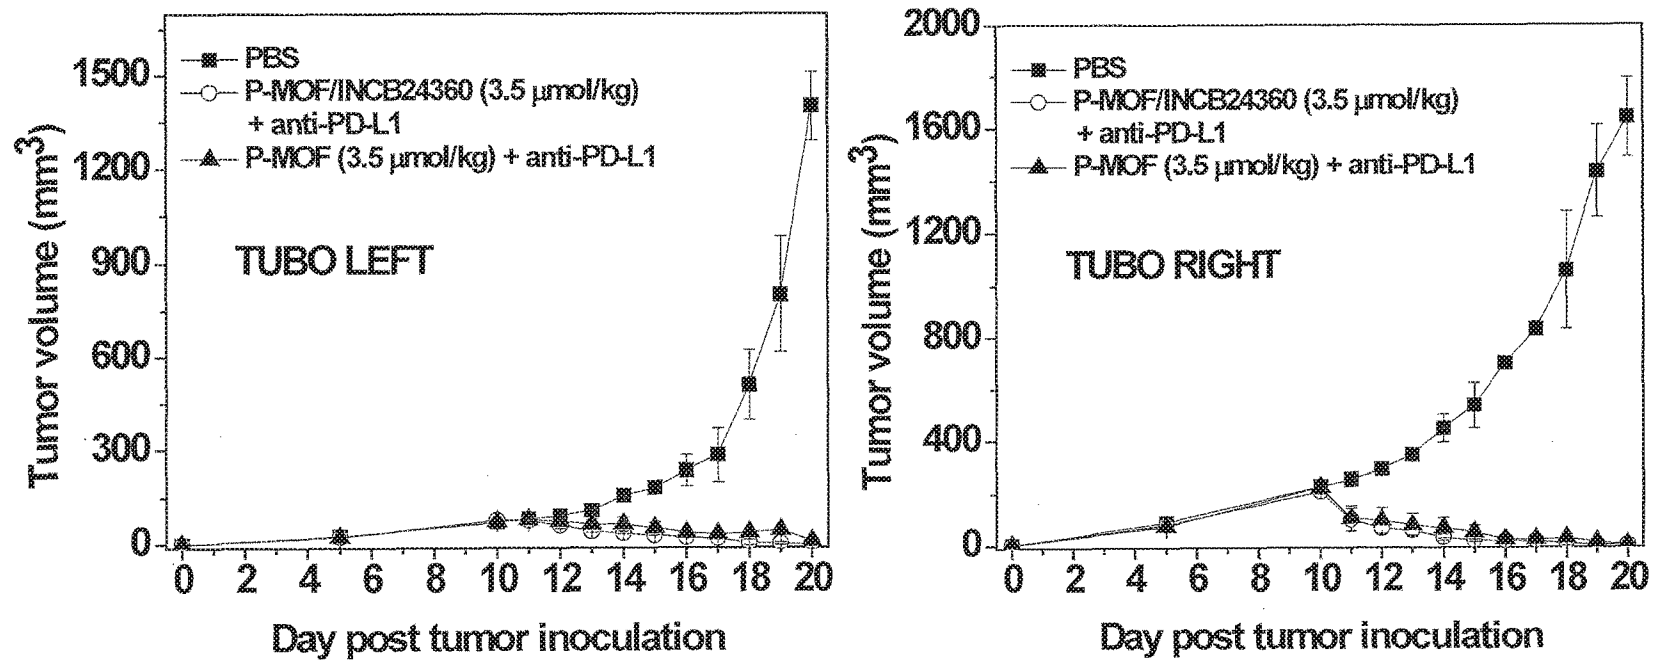 1500
1200
900
600
300
0
Tumor volume (mm3)
PBS
P-MOF/INCB24360 (3.5 μmol/kg)
+ anti-PD-L1
P-MOF (3.5 μmol/kg) + anti-PD-L1
TUBO LEFT
0 2 4 6 8 10 12 14 16 18 20
Day post tumor inoculation
2000
1600
1200
800
400
0
Tumor volume (mm3)
PBS
P-MOF/INCB24360 (3.5 μmol/kg)
+ anti-PD-L1
P-MOF (3.5 μmol/kg) + anti-PD-L1
TUBO RIGHT
0 2 4 6 8 10 12 14 16 18 20
Day post tumor inoculation